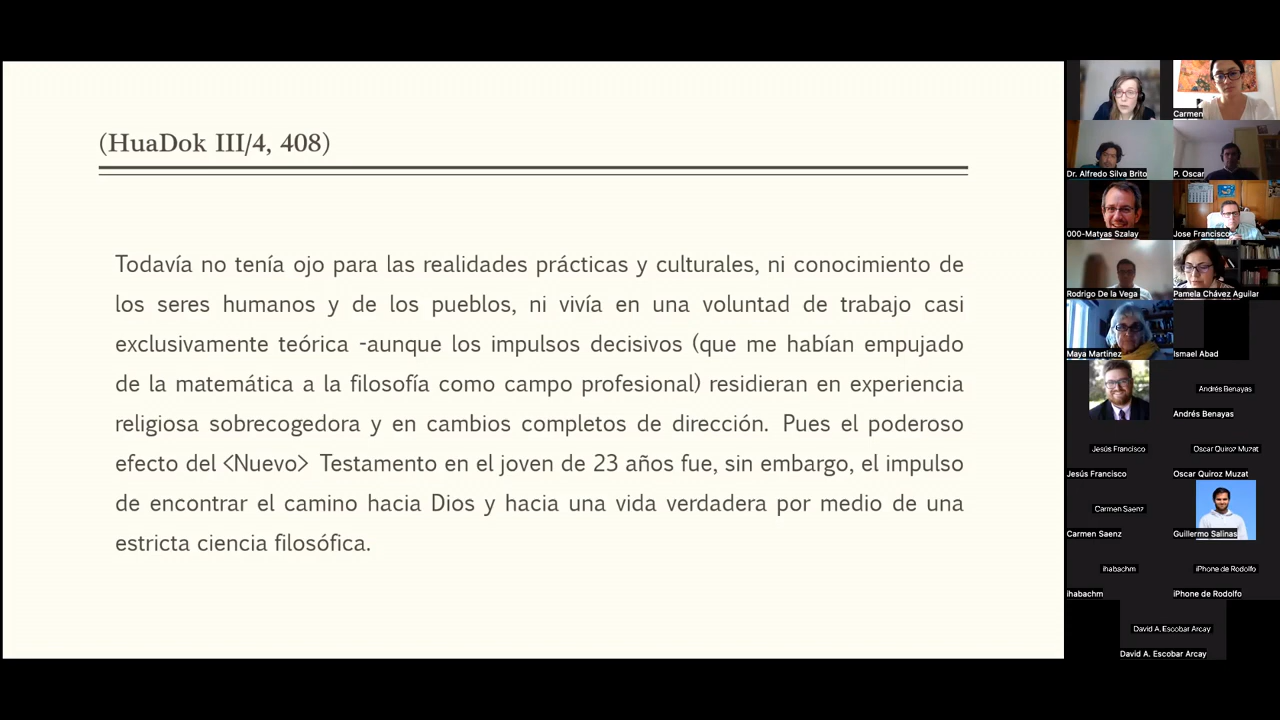 (HuaDok III/4, 408)
Todavía no tenía ojo para las realidades prácticas y culturales, ni conocimiento de
los seres humanos y de los pueblos, ni vivía en una voluntad de trabajo casi
exclusivamente teórica -aunque los impulsos decisivos (que me habían empujado
de la matemática a la filosofía como campo profesional) residieran en experiencia
religiosa sobrecogedora y en cambios completos de dirección. Pues el poderoso
efecto del <Nuevo> Testamento en el joven de 23 años fue, sin embargo, el impulso
de encontrar el camino hacia Dios y hacia una vida verdadera por medio de una
estricta ciencia filosófica.
Carmen
Dr. Alfredo Silva Brito
P. Oscar
000-Matyas Szalay
Jose Francisco
Rodrigo De la Vega
Pamela Chávez Aguilar
Maya Martinez
Ismael Abad
Andrés Benayas
Andrés Benayas
Jesús Francisco
Oscar Quiroz Muzat
Jesús Francisco
Oscar Quiroz Muzat
Carmen Saenz
Carmen Saenz
Guillermo Salinas
ihabachm
iPhone de Rodolfo
ihabachm
iPhone de Rodolfo
David A. Escobar Arcay
David A. Escobar Arcay